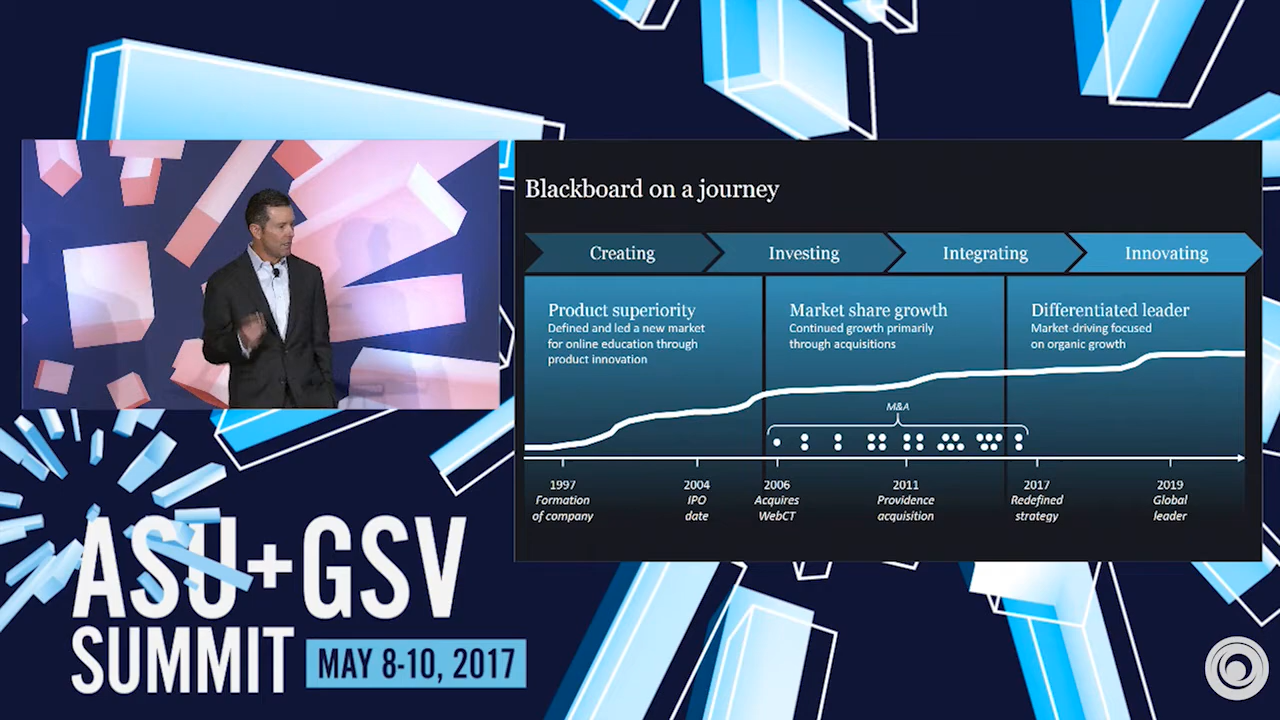 Blackboard on a journey
Creating
Investing
Integrating
Innovating
Product superiority
Defined and led a new market
for online education through
product innovation
Market share growth
Continued growth primarily
through acquisitions
Differentiated leader
Market-driving focused
on organic growth
M&A
1997
Formation
of company
2004
IPO
date
2006
Acquires
WebCT
2011
Providence
acquisition
2017
Redefined
strategy
2019
Global
leader
ASU+GSV
SUMMIT
MAY 8-10, 2017